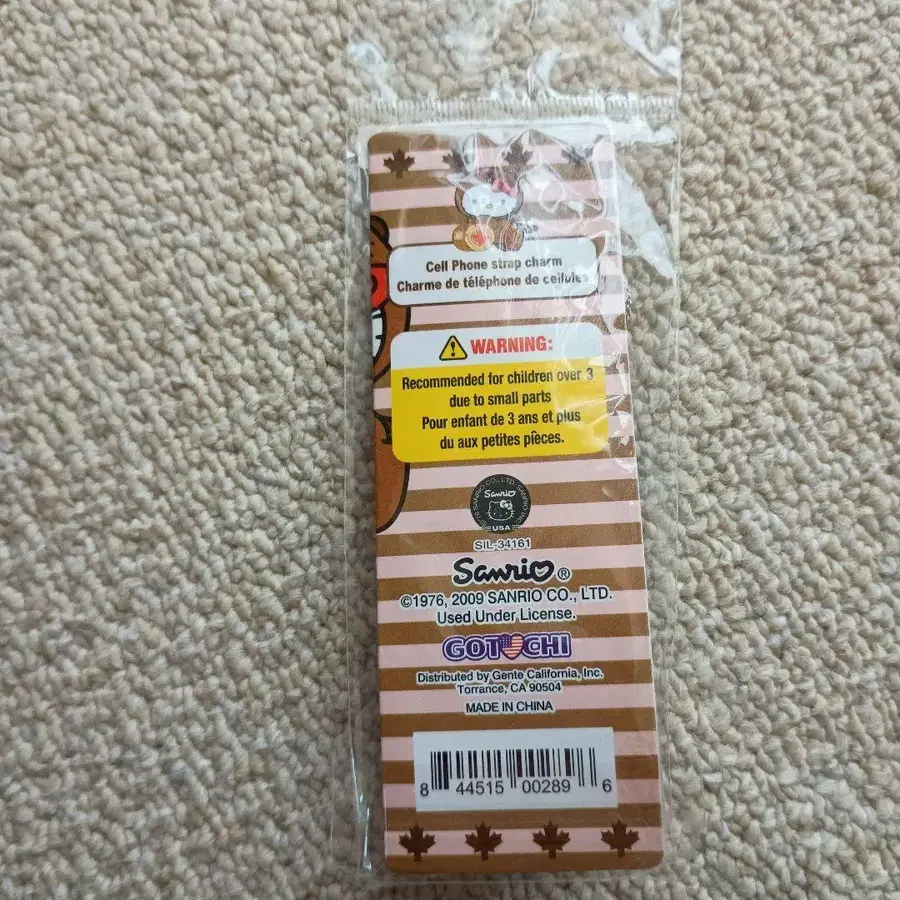 Cell Phone strap charm
Charme de téléphone de cellules
WARNING:
Recommended for children over 3
due to small parts
Pour enfant de 3 ans et plus
du aux petites pièces.
Sanrio
USA
SIL-34161
Sanrio®
©1976, 2009 SANRIO CO., LTD.
Used Under License.
GOTOCHI
Distributed by Gente California, Inc.
Torrance, CA 90504
MADE IN CHINA
8 44515 00289 6